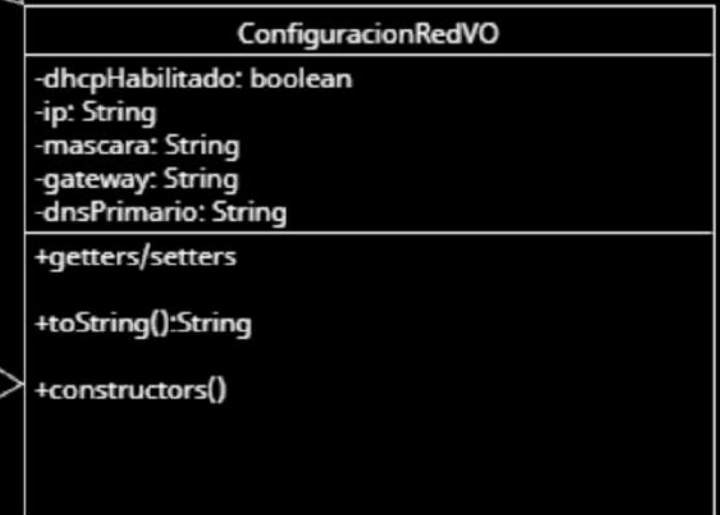 ConfiguracionRedVO
-dhcpHabilitado: boolean
-ip: String
-mascara: String
-gateway: String
-dnsPrimario: String
+getters/setters
+toString():String
+constructors()